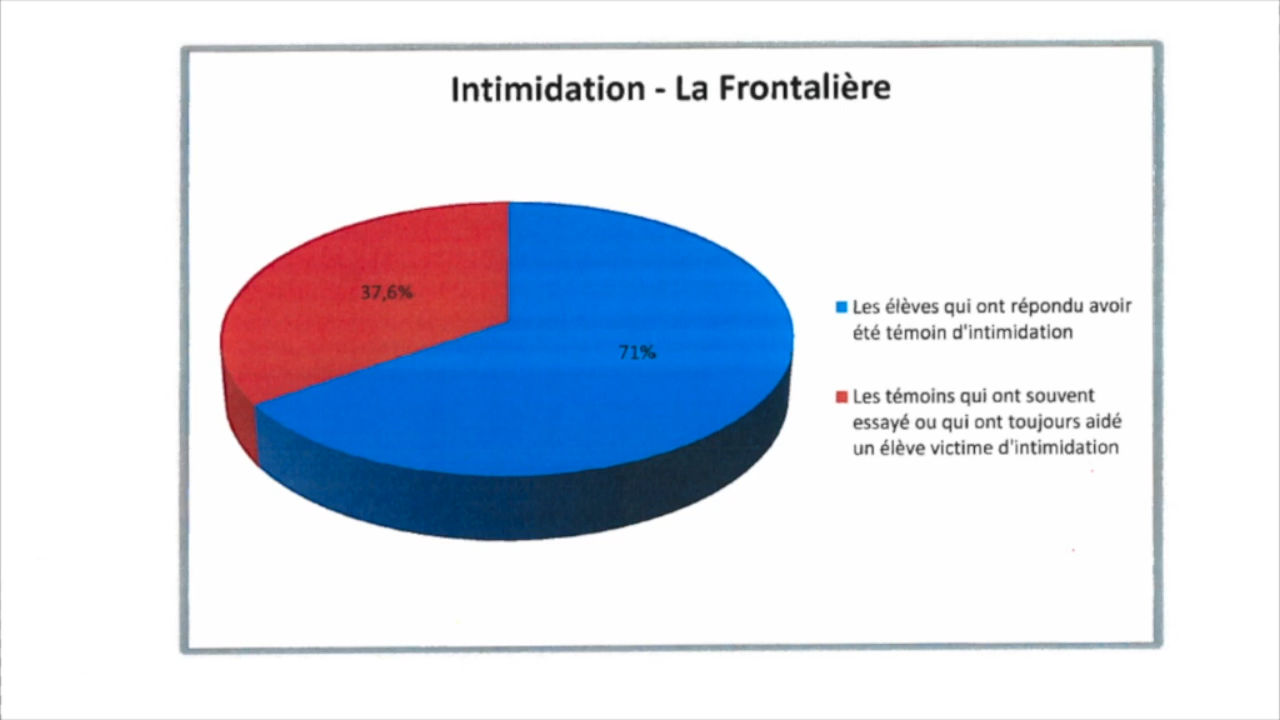 Intimidation - La Frontalière
37,6%
71%
Les élèves qui ont répondu avoir
été témoin d'intimidation
Les témoins qui ont souvent
essayé ou qui ont toujours aidé
un élève victime d'intimidation